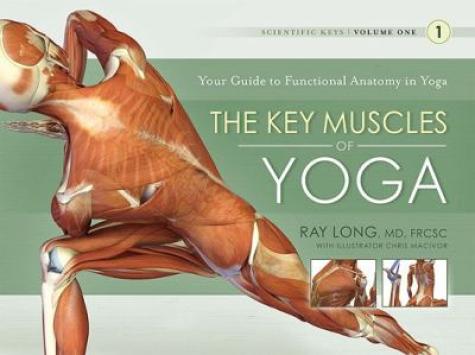 SCIENTIFIC KEYS | VOLUME ONE 1
Your Guide to Functional Anatomy in Yoga
THE KEY MUSCLES
OF
YOGA
RAY LONG, MD, FRCSC
WITH ILLUSTRATOR CHRIS MACIVOR